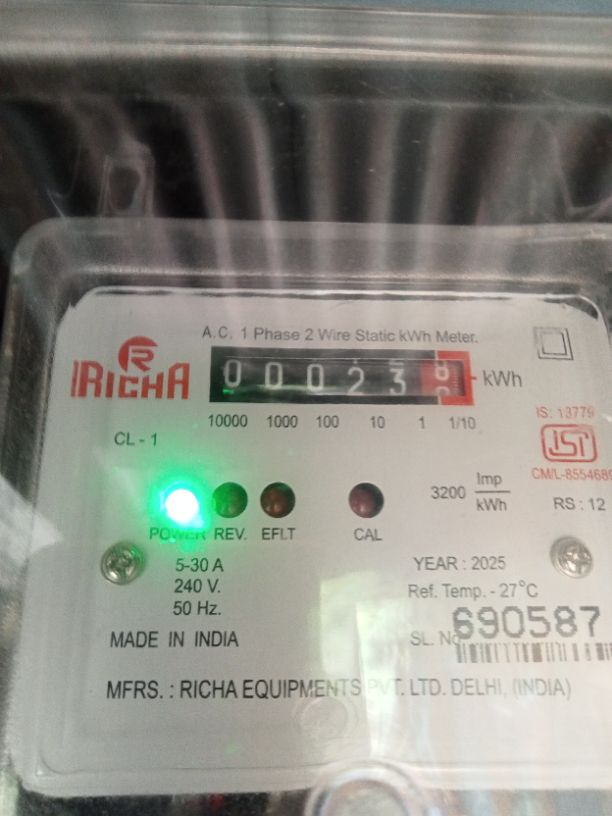 A.C. 1 Phase 2 Wire Static kWh Meter.
R
RICHA
0 0 0 2 3 8 kWh
10000 1000 100 10 1 1/10
CL - 1
IS: 13779
ISI
CM/L-8554689
3200 Imp/kWh
RS : 12
POWER REV. EFLT CAL
5-30 A
240 V.
50 Hz.
YEAR : 2025
Ref. Temp. - 27°C
MADE IN INDIA
SL. No 690587
MFRS. : RICHA EQUIPMENTS PVT. LTD. DELHI, (INDIA)